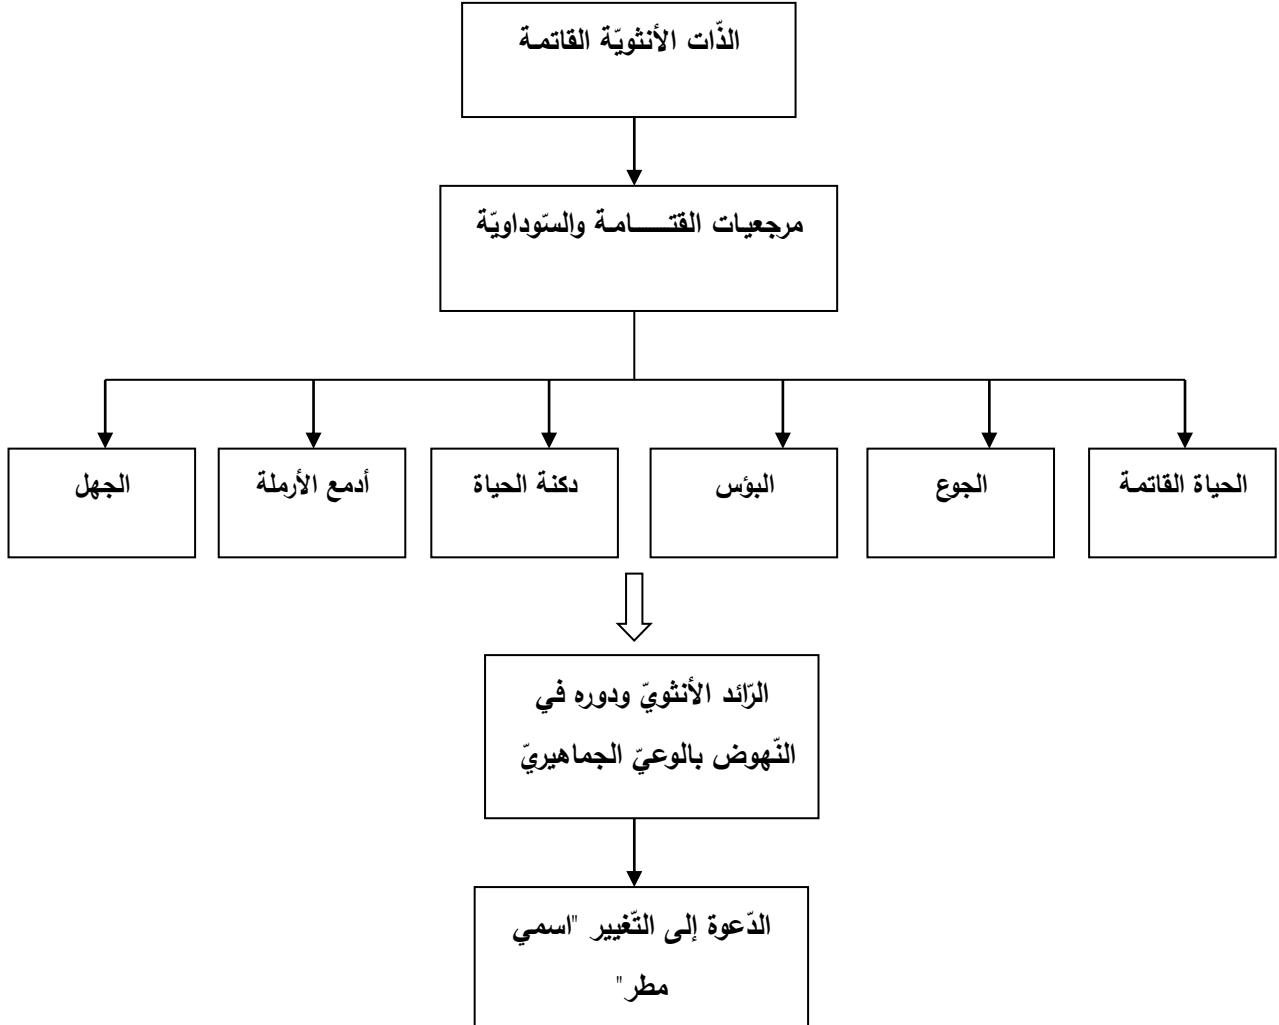 الذّات الأنثويّة القاتمة
مرجعيات القتـــــامة والسّوداويّة
الحياة القاتمة
الجوع
البؤس
دكنة الحياة
أدمع الأرملة
الجهل
الرّائد الأنثويّ ودوره في
النّهوض بالوعيّ الجماهيريّ
الدّعوة إلى التّغيير "اسمي
مطر"